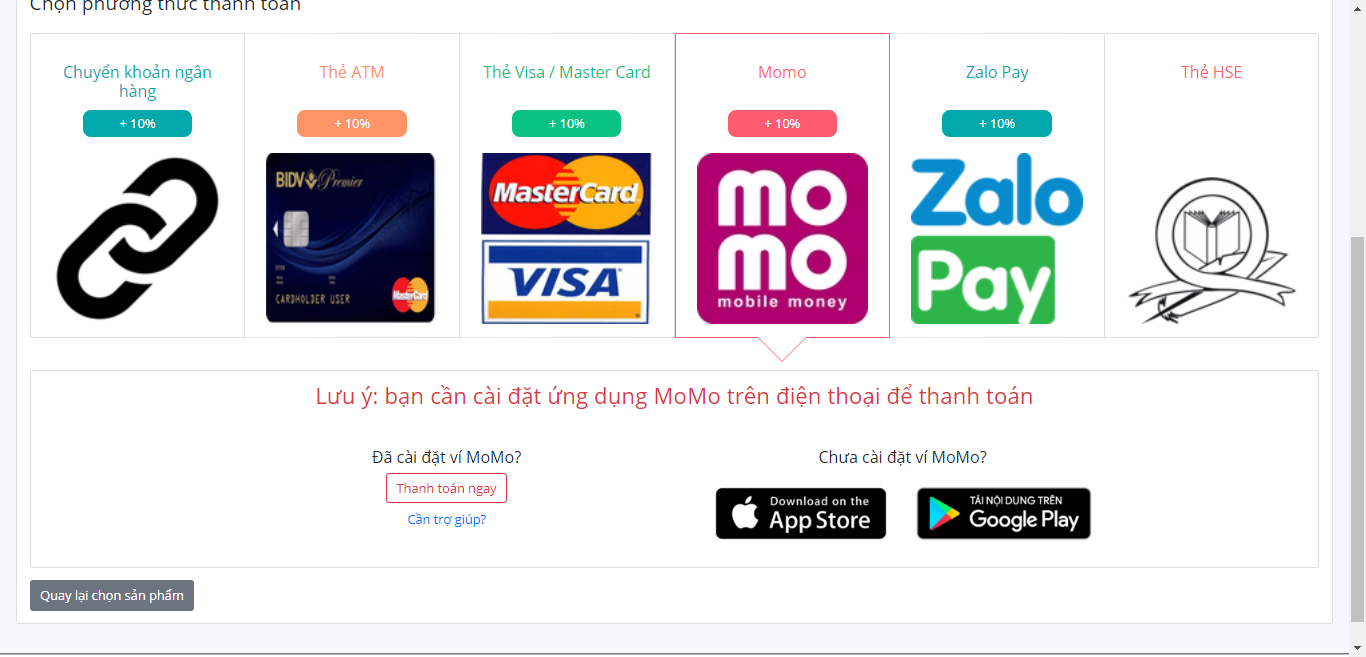 Chọn phương thức thanh toán
Chuyển khoản ngân
hàng
+ 10%
Thẻ ATM
+ 10%
BIDV Premier
CARDHOLDER USER
MasterCard
Thẻ Visa / Master Card
+ 10%
MasterCard
VISA
Momo
+ 10%
mo
mo
mobile money
Zalo Pay
+ 10%
Zalo
Pay
Thẻ HSE
Lưu ý: bạn cần cài đặt ứng dụng MoMo trên điện thoại để thanh toán
Đã cài đặt ví MoMo?
Thanh toán ngay
Cần trợ giúp?
Chưa cài đặt ví MoMo?
Download on the
App Store
TẢI NỘI DUNG TRÊN
Google Play
Quay lại chọn sản phẩm